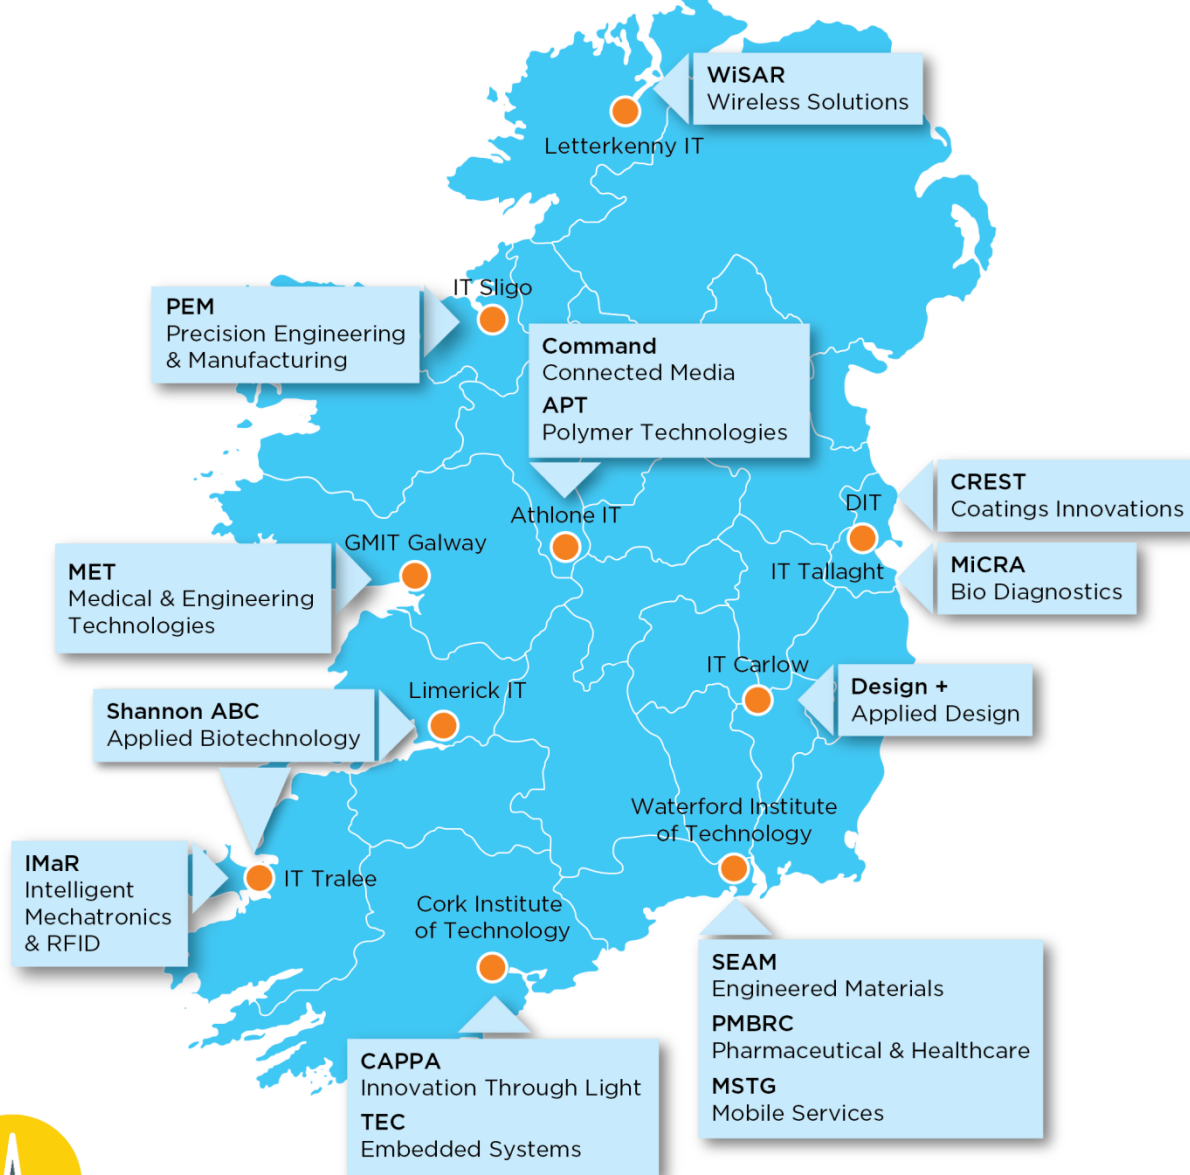 WiSAR
Wireless Solutions
Letterkenny IT
IT Sligo
PEM
Precision Engineering
& Manufacturing
Command
Connected Media
APT
Polymer Technologies
CREST
Coatings Innovations
DIT
Athlone IT
GMIT Galway
IT Tallaght
MiCRA
Bio Diagnostics
MET
Medical & Engineering
Technologies
IT Carlow
Design +
Applied Design
Limerick IT
Shannon ABC
Applied Biotechnology
Waterford Institute
of Technology
IMaR
Intelligent
Mechatronics
& RFID
IT Tralee
Cork Institute
of Technology
SEAM
Engineered Materials
PMBRC
Pharmaceutical & Healthcare
MSTG
Mobile Services
CAPPA
Innovation Through Light
TEC
Embedded Systems